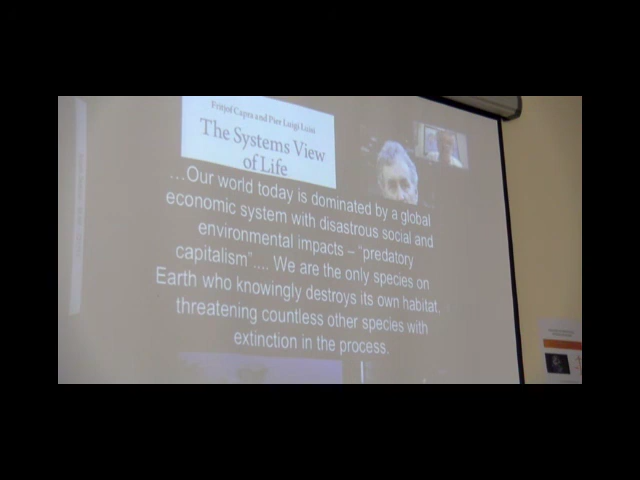 Fritjof Capra and Pier Luigi Luisi
The Systems View
of Life
…Our world today is dominated by a global
economic system with disastrous social and
environmental impacts – “predatory
capitalism”…. We are the only species on
Earth who knowingly destroys its own habitat,
threatening countless other species with
extinction in the process.